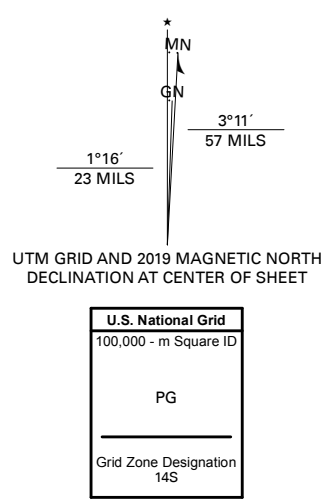 ★
MN
GN
3°11´
57 MILS
1°16´
23 MILS
UTM GRID AND 2019 MAGNETIC NORTH
DECLINATION AT CENTER OF SHEET
U.S. National Grid
100,000 - m Square ID
PG
Grid Zone Designation
14S